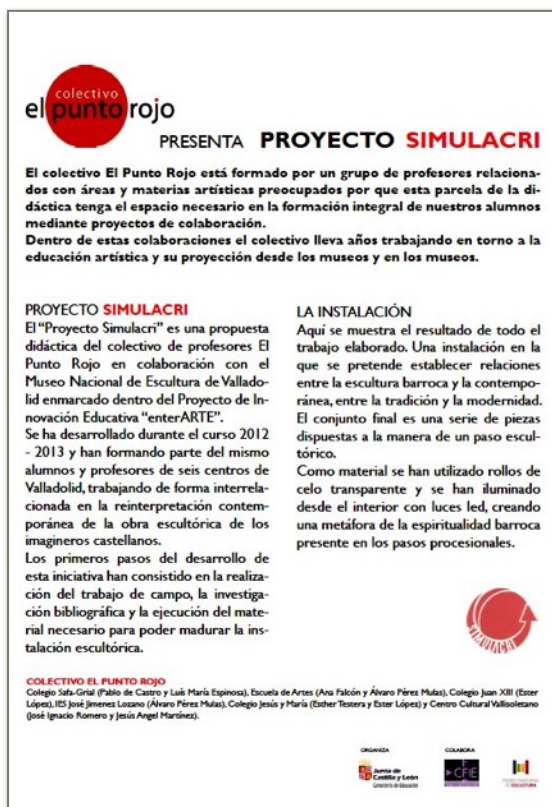 colectivo
el punto rojo
PRESENTA PROYECTO SIMULACRI
El colectivo El Punto Rojo está formado por un grupo de profesores relaciona-
dos con áreas y materias artísticas preocupados por que esta parcela de la di-
dáctica tenga el espacio necesario en la formación integral de nuestros alumnos
mediante proyectos de colaboración.
Dentro de estas colaboraciones el colectivo lleva años trabajando en torno a la
educación artística y su proyección desde los museos y en los museos.
PROYECTO SIMULACRI
El "Proyecto Simulacri" es una propuesta
didáctica del colectivo de profesores El
Punto Rojo en colaboración con el
Museo Nacional de Escultura de Vallado-
lid enmarcado dentro del Proyecto de In-
novación Educativa "enterARTE".
Se ha desarrollado durante el curso 2012
- 2013 y han formando parte del mismo
alumnos y profesores de seis centros de
Valladolid, trabajando de forma interrela-
cionada en la reinterpretación contem-
poránea de la obra escultórica de los
imagineros castellanos.
Los primeros pasos del desarrollo de
esta iniciativa han consistido en la realiza-
ción del trabajo de campo, la investiga-
ción bibliográfica y la ejecución del mate-
rial necesario para poder madurar la ins-
talación escultórica.
LA INSTALACIÓN
Aquí se muestra el resultado de todo el
trabajo elaborado. Una instalación en la
que se pretende establecer relaciones
entre la escultura barroca y la contempo-
ránea, entre la tradición y la modernidad.
El conjunto final es una serie de piezas
dispuestas a la manera de un paso escul-
tórico.
Como material se han utilizado rollos de
celo transparente y se han iluminado
desde el interior con luces led, creando
una metáfora de la espiritualidad barroca
presente en los pasos procesionales.
SIMULACRI
COLECTIVO EL PUNTO ROJO
Colegio Safa-Grial (Pablo de Castro y Luís María Espinosa), Escuela de Artes (Ana Falcón y Álvaro Pérez Mulas), Colegio Juan XIII (Ester
López), IES José Jimenez Lozano (Álvaro Pérez Mulas), Colegio Jesús y María (Esther Testera y Ester López) y Centro Cultural Vallisoletano
(José Ignacio Romero y Jesús Angel Martínez).
ORGANIZA
COLABORA
Junta de
Castilla y León
Consejería de Educación
CFIE